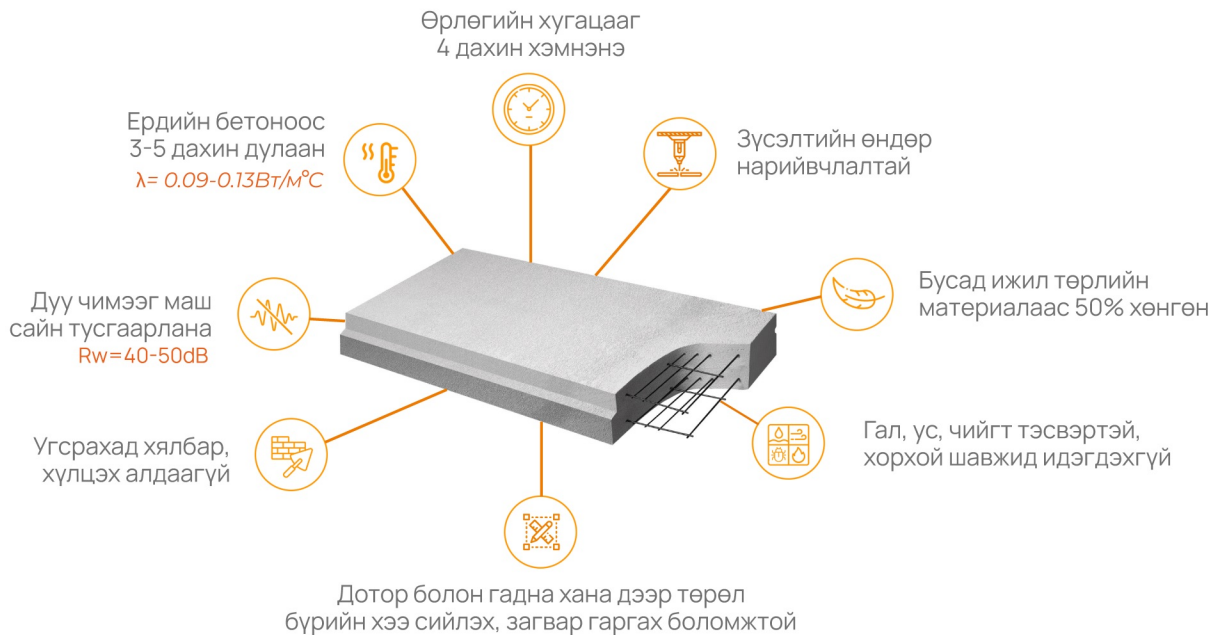 Өрлөгийн хугацааг
4 дахин хэмнэнэ
Ердийн бетоноос
3-5 дахин дулаан
λ= 0.09-0.13Вт/м°С
Зүсэлтийн өндөр
нарийвчлалтай
Дуу чимээг маш
сайн тусгаарлана
Rw=40-50dB
Бусад ижил төрлийн
материалаас 50% хөнгөн
Угсрахад хялбар,
хүлцэх алдаагүй
Гал, ус, чийгт тэсвэртэй,
хорхой шавжид идэгдэхгүй
Дотор болон гадна хана дээр төрөл
бүрийн хээ сийлэх, загвар гаргах боломжтой